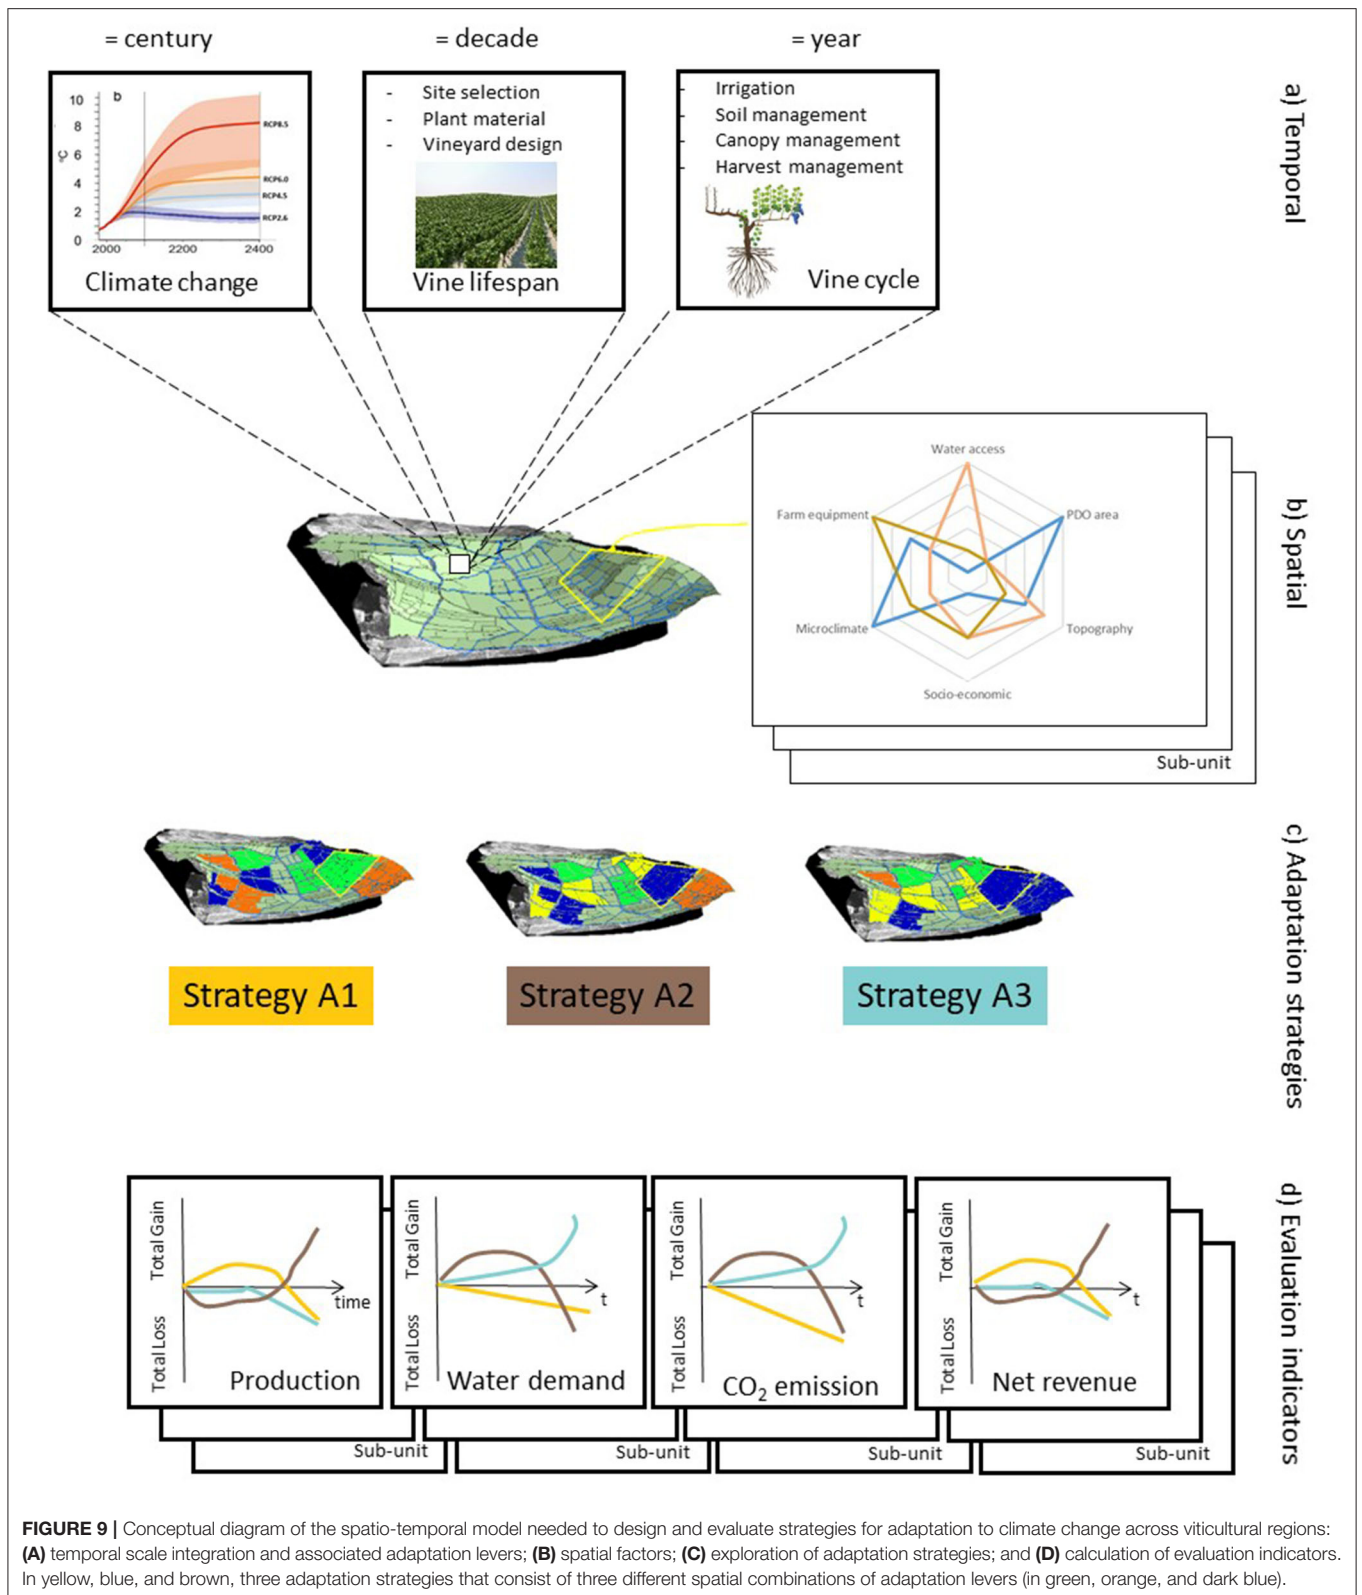 = century
= decade
= year
a) Temporal
b
10
8
6
4
2
0
°C
2000
2200
2400
RCP8.5
RCP6.0
RCP4.5
RCP2.6
Climate change
- Site selection
- Plant material
- Vineyard design
Vine lifespan
- Irrigation
- Soil management
- Canopy management
- Harvest management
Vine cycle
b) Spatial
Water access
Farm equipment
PDO area
Microclimate
Topography
Socio-economic
Sub-unit
c) Adaptation strategies
Strategy A1
Strategy A2
Strategy A3
d) Evaluation indicators
Total Gain
Total Loss
time
Production
Sub-unit
Total Gain
Total Loss
t
Water demand
Sub-unit
Total Gain
Total Loss
t
CO2 emission
Sub-unit
Total Gain
Total Loss
t
Net revenue
Sub-unit
FIGURE 9 | Conceptual diagram of the spatio-temporal model needed to design and evaluate strategies for adaptation to climate change across viticultural regions:
(A) temporal scale integration and associated adaptation levers; (B) spatial factors; (C) exploration of adaptation strategies; and (D) calculation of evaluation indicators.
In yellow, blue, and brown, three adaptation strategies that consist of three different spatial combinations of adaptation levers (in green, orange, and dark blue).